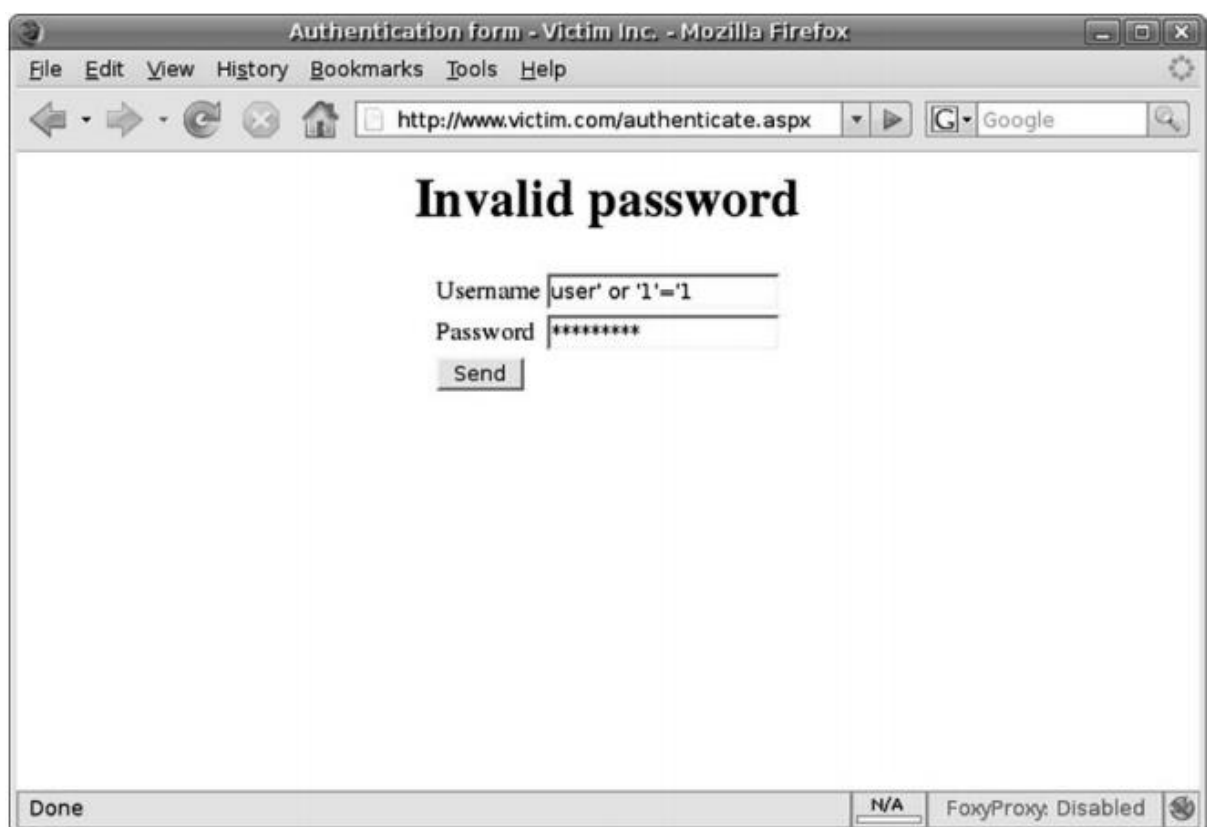 Authentication form - Victim Inc. - Mozilla Firefox
File Edit View History Bookmarks Tools Help
http://www.victim.com/authenticate.aspx G Google
Invalid password
Username user' or '1'='1
Password *********
Send
Done N/A FoxyProxy: Disabled